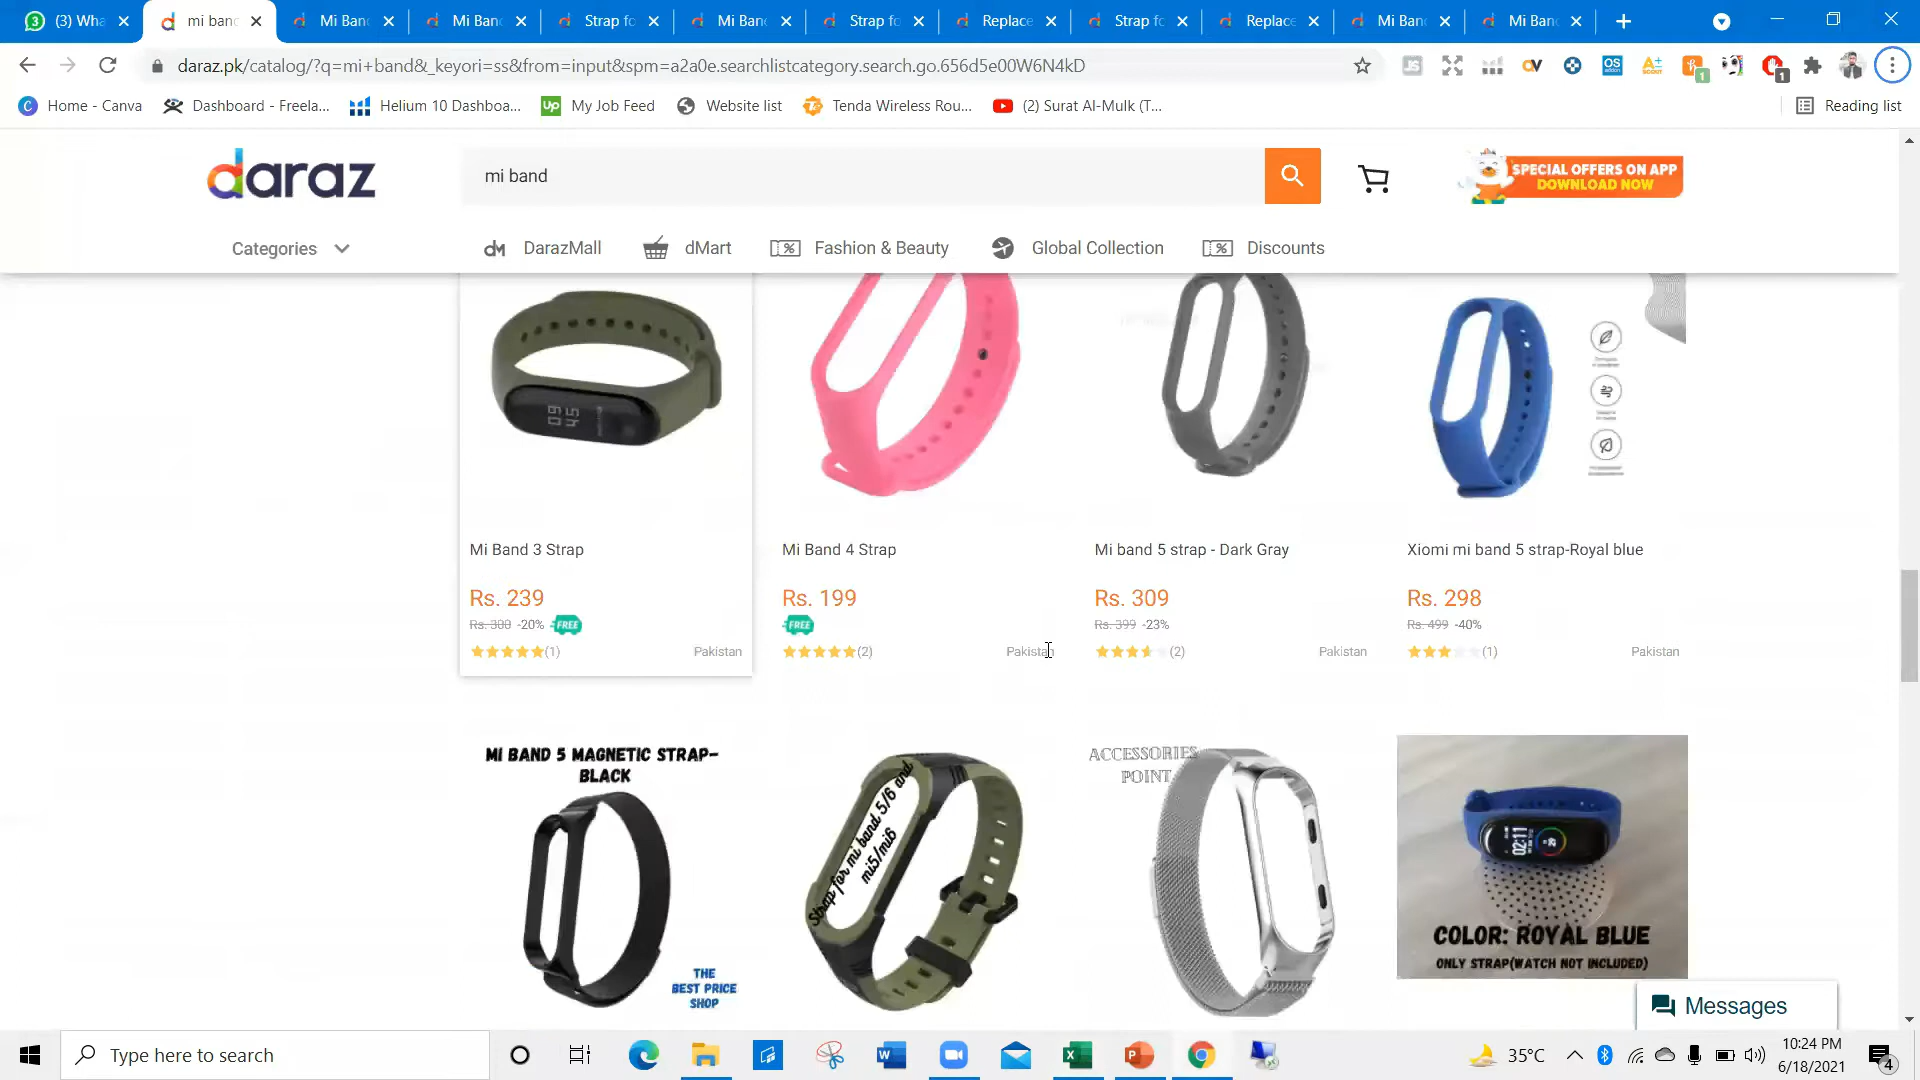 (3) Wha
mi banc
Mi Ban
Mi Banc
Strap fo
Mi Banc
Strap fo
Replace
Strap fo
Replace
Mi Banc
Mi Banc
daraz.pk/catalog/?q=mi+band&_keyori=ss&from=input&spm=a2a0e.searchlistcategory.search.go.656d5e00W6N4kD
Home - Canva
Dashboard - Freela...
Helium 10 Dashboa...
My Job Feed
Website list
Tenda Wireless Rou...
(2) Surat Al-Mulk (T...
Reading list
daraz
mi band
SPECIAL OFFERS ON APP
DOWNLOAD NOW
Categories
DarazMall
dMart
Fashion & Beauty
Global Collection
Discounts
Mi Band 3 Strap
Rs. 239
Rs. 300 -20% FREE
(1) Pakistan
Mi Band 4 Strap
Rs. 199
FREE
(2) Pakistan
Mi band 5 strap - Dark Gray
Rs. 309
Rs. 399 -23%
(2) Pakistan
Xiomi mi band 5 strap-Royal blue
Rs. 298
Rs. 499 -40%
(1) Pakistan
MI BAND 5 MAGNETIC STRAP-
BLACK
THE
BEST PRICE
SHOP
Strap for mi band 5/6 and
mi5/mi6
ACCESSORIES
POINT
02:11
COLOR: ROYAL BLUE
ONLY STRAP(WATCH NOT INCLUDED)
Messages
Type here to search
35°C
10:24 PM
6/18/2021
4